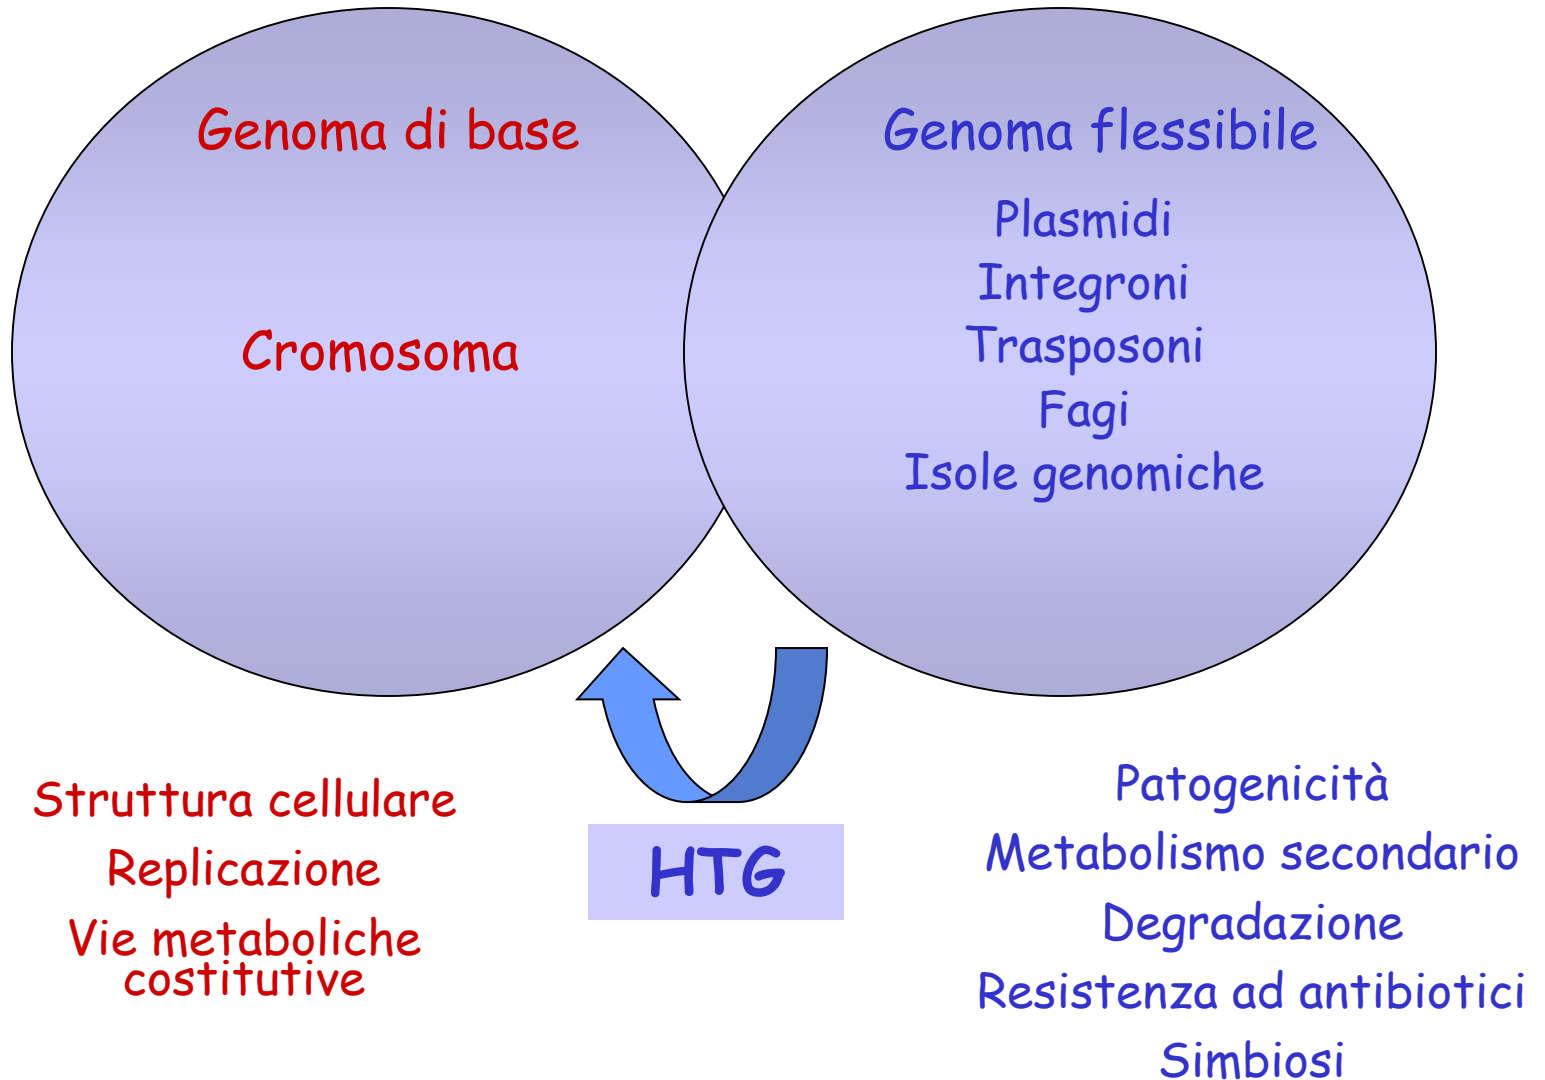 Genoma di base
Cromosoma
Genoma flessibile
Plasmidi
Integroni
Trasposoni
Fagi
Isole genomiche
Struttura cellulare
Replicazione
Vie metaboliche
costitutive
HTG
Patogenicità
Metabolismo secondario
Degradazione
Resistenza ad antibiotici
Simbiosi